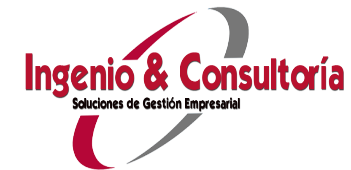 Ingenio & Consultoría
Soluciones de Gestión Empresarial